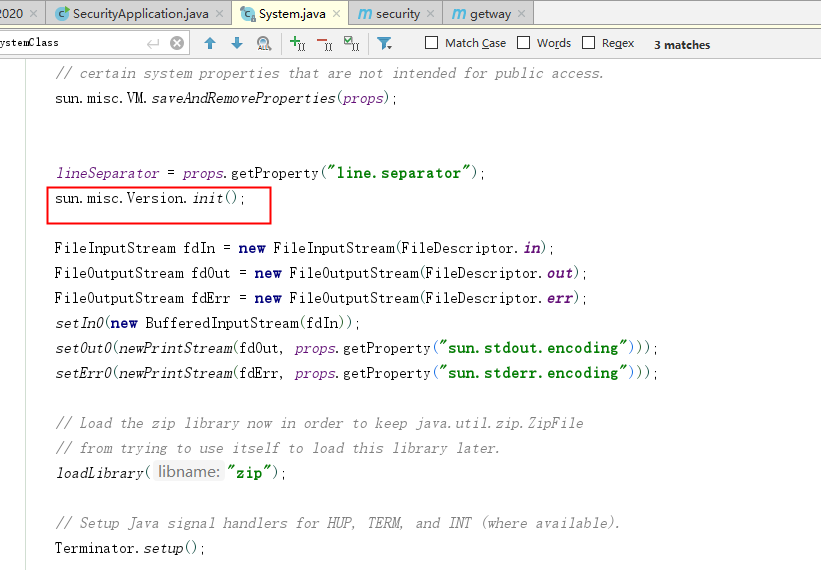 2020 SecurityApplication.java System.java security getway
ystemClass Match Case Words Regex 3 matches
// certain system properties that are not intended for public access.
sun.misc.VM.saveAndRemoveProperties(props);
lineSeparator = props.getProperty("line.separator");
sun.misc.Version.init();
FileInputStream fdIn = new FileInputStream(FileDescriptor.in);
FileOutputStream fdOut = new FileOutputStream(FileDescriptor.out);
FileOutputStream fdErr = new FileOutputStream(FileDescriptor.err);
setIn0(new BufferedInputStream(fdIn));
setOut0(newPrintStream(fdOut, props.getProperty("sun.stdout.encoding")));
setErr0(newPrintStream(fdErr, props.getProperty("sun.stderr.encoding")));
// Load the zip library now in order to keep java.util.zip.ZipFile
// from trying to use itself to load this library later.
loadLibrary( libname: "zip");
// Setup Java signal handlers for HUP, TERM, and INT (where available).
Terminator.setup();